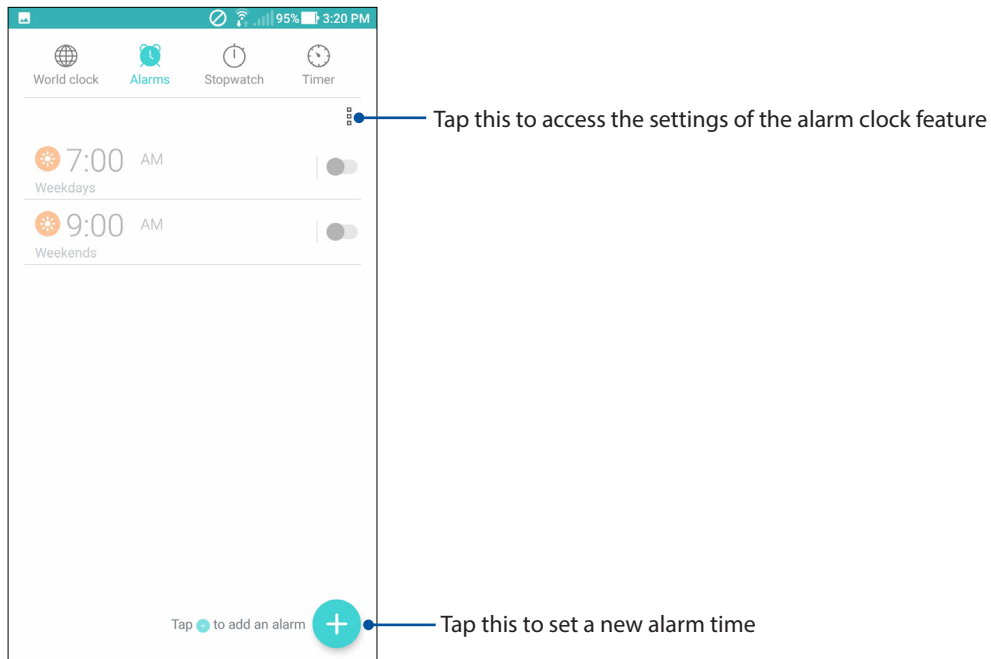 95% 3:20 PM
World clock Alarms Stopwatch Timer
Tap this to access the settings of the alarm clock feature
7:00 AM
Weekdays
9:00 AM
Weekends
Tap + to add an alarm
Tap this to set a new alarm time